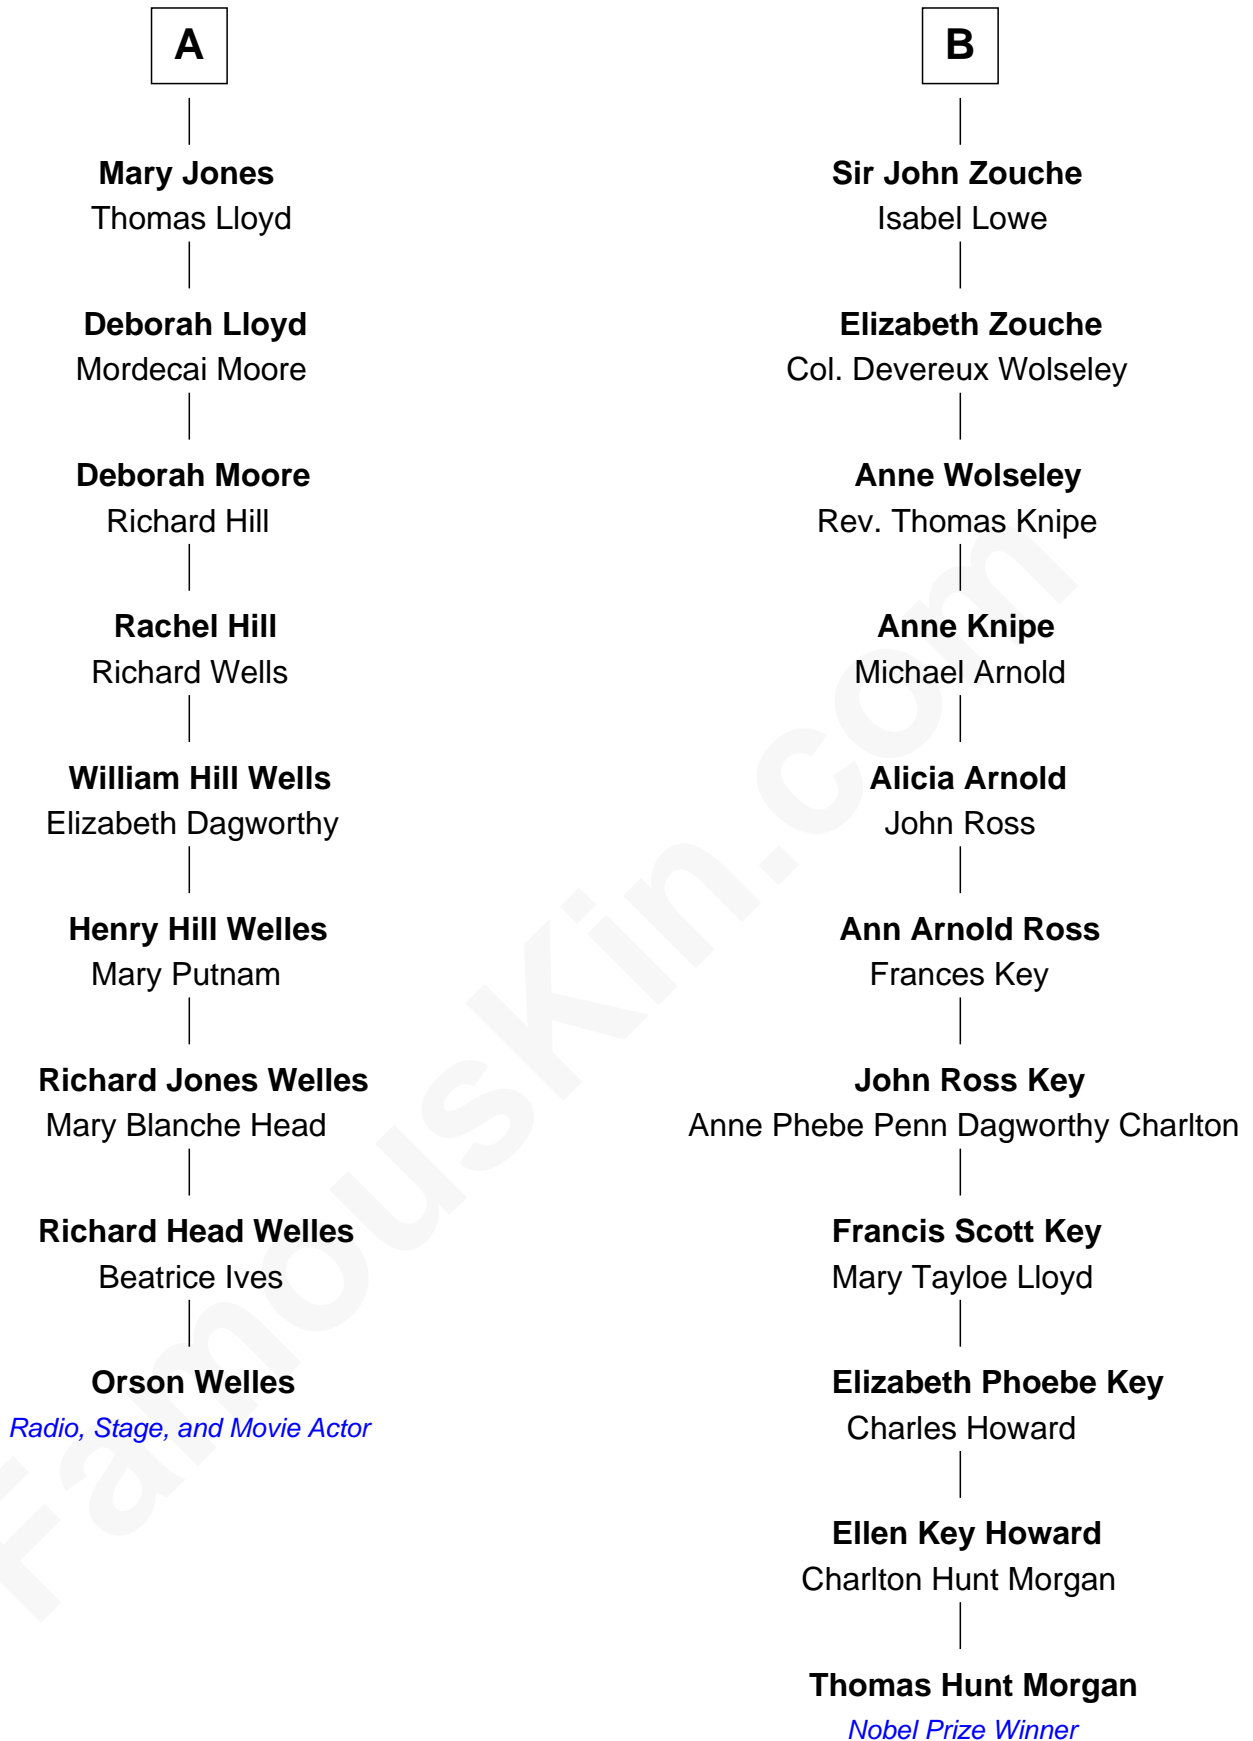 A
Mary Jones
Thomas Lloyd
Deborah Lloyd
Mordecai Moore
Deborah Moore
Richard Hill
Rachel Hill
Richard Wells
William Hill Wells
Elizabeth Dagworthy
Henry Hill Welles
Mary Putnam
Richard Jones Welles
Mary Blanche Head
Richard Head Welles
Beatrice Ives
Orson Welles
Radio, Stage, and Movie Actor
B
Sir John Zouche
Isabel Lowe
Elizabeth Zouche
Col. Devereux Wolseley
Anne Wolseley
Rev. Thomas Knipe
Anne Knipe
Michael Arnold
Alicia Arnold
John Ross
Ann Arnold Ross
Frances Key
John Ross Key
Anne Phebe Penn Dagworthy Charlton
Francis Scott Key
Mary Tayloe Lloyd
Elizabeth Phoebe Key
Charles Howard
Ellen Key Howard
Charlton Hunt Morgan
Thomas Hunt Morgan
Nobel Prize Winner
FamousKin.com